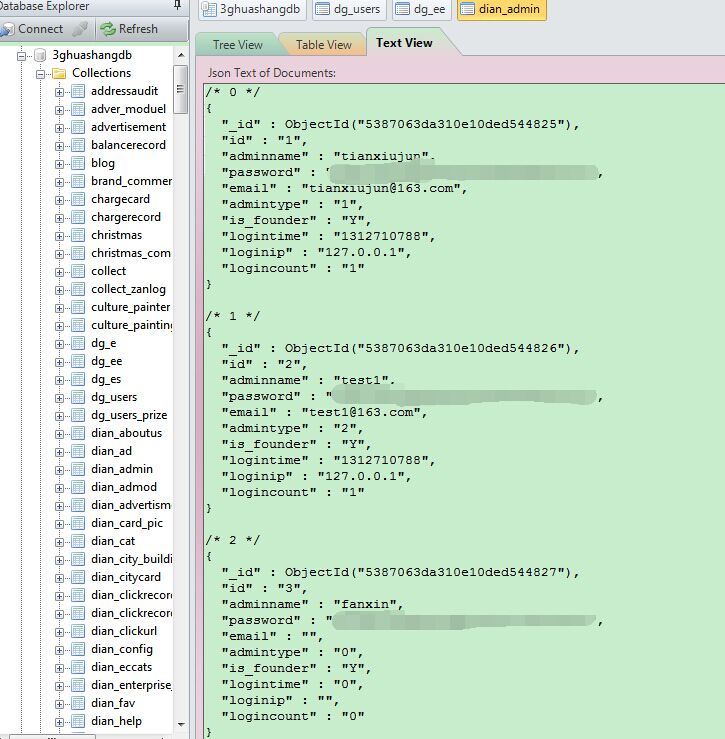 Database Explorer
Connect
Refresh
3ghuashangdb
Collections
addressaudit
adver_moduel
advertisement
balancerecord
blog
brand_commer
chargecard
chargerecord
christmas
christmas_com
collect
collect_zanlog
culture_painter
culture_painting
dg_e
dg_ee
dg_es
dg_users
dg_users_prize
dian_aboutus
dian_ad
dian_admin
dian_admod
dian_advertism
dian_card_pic
dian_cat
dian_city_buildi
dian_citycard
dian_clickrecor
dian_clickrecor
dian_clickurl
dian_config
dian_eccats
dian_enterprise_
dian_fav
dian_help
3ghuashangdb dg_users dg_ee dian_admin
Tree View Table View Text View
Json Text of Documents:
/* 0 */
{
"_id" : ObjectId("5387063da310e10ded544825"),
"id" : "1",
"adminname" : "tianxiujun",
"password" : "
,
"email" : "tianxiujun@163.com",
"admintype" : "1",
"is_founder" : "Y",
"logintime" : "1312710788",
"loginip" : "127.0.0.1",
"logincount" : "1"
}
/* 1 */
{
"_id" : ObjectId("5387063da310e10ded544826"),
"id" : "2",
"adminname" : "test1",
"password" : "
,
"email" : "test1@163.com",
"admintype" : "2",
"is_founder" : "Y",
"logintime" : "1312710788",
"loginip" : "127.0.0.1",
"logincount" : "1"
}
/* 2 */
{
"_id" : ObjectId("5387063da310e10ded544827"),
"id" : "3",
"adminname" : "fanxin",
"password" : "
,
"email" : "",
"admintype" : "0",
"is_founder" : "Y",
"logintime" : "0",
"loginip" : "",
"logincount" : "0"
}